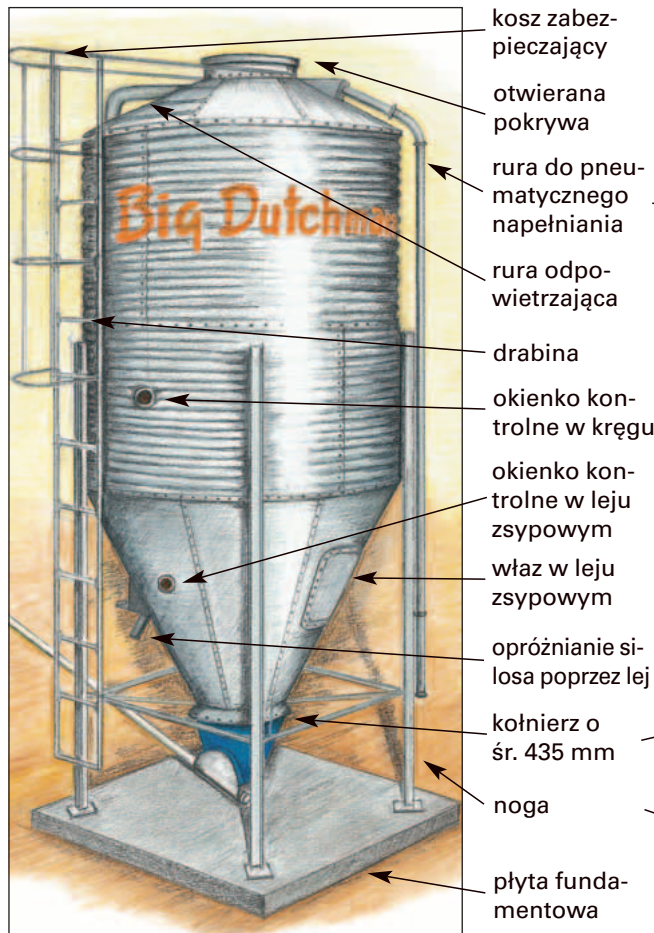 kosz zabez-
pieczający
otwierana
pokrywa
rura do pneu-
matycznego
napełniania
rura odpo-
wietrzająca
drabina
okienko kon-
trolne w kręgu
okienko kon-
trolne w leju
zsypowym
właz w leju
zsypowym
opróżnianie si-
losa poprzez lej
kołnierz o
śr. 435 mm
noga
płyta funda-
mentowa
Big Dutchman